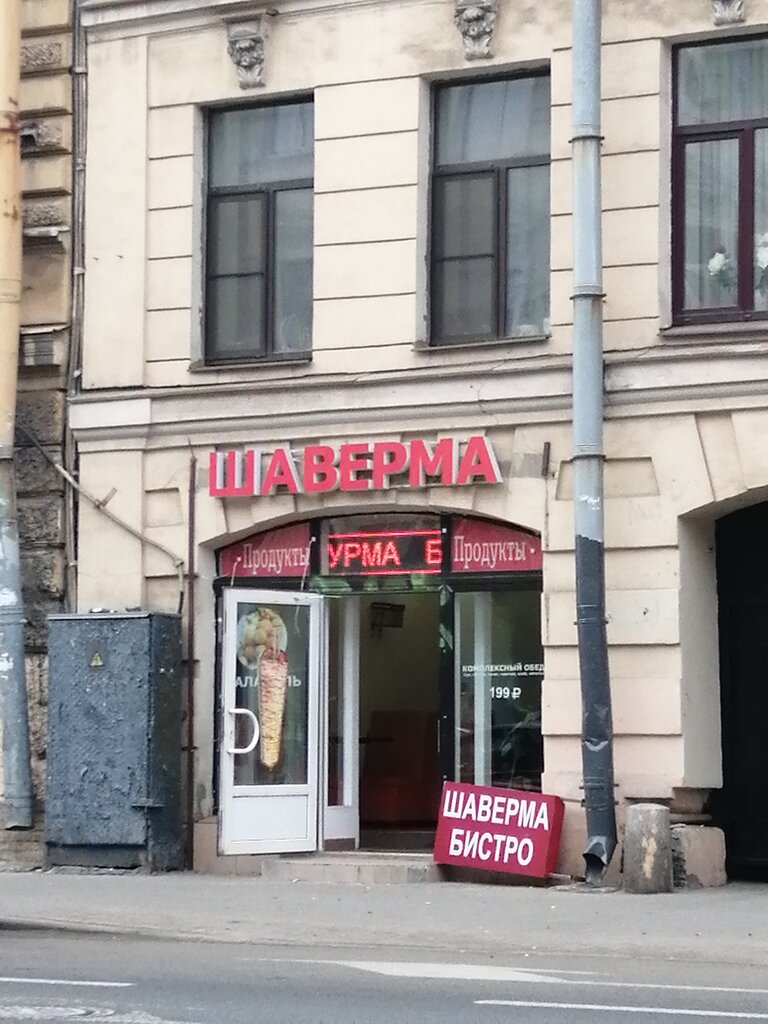 ШАВЕРМА
Продукты
УРМА Б
Продукты
КОМПЛЕКСНЫЙ ОБЕД
199 ₽
ШАВЕРМА
БИСТРО